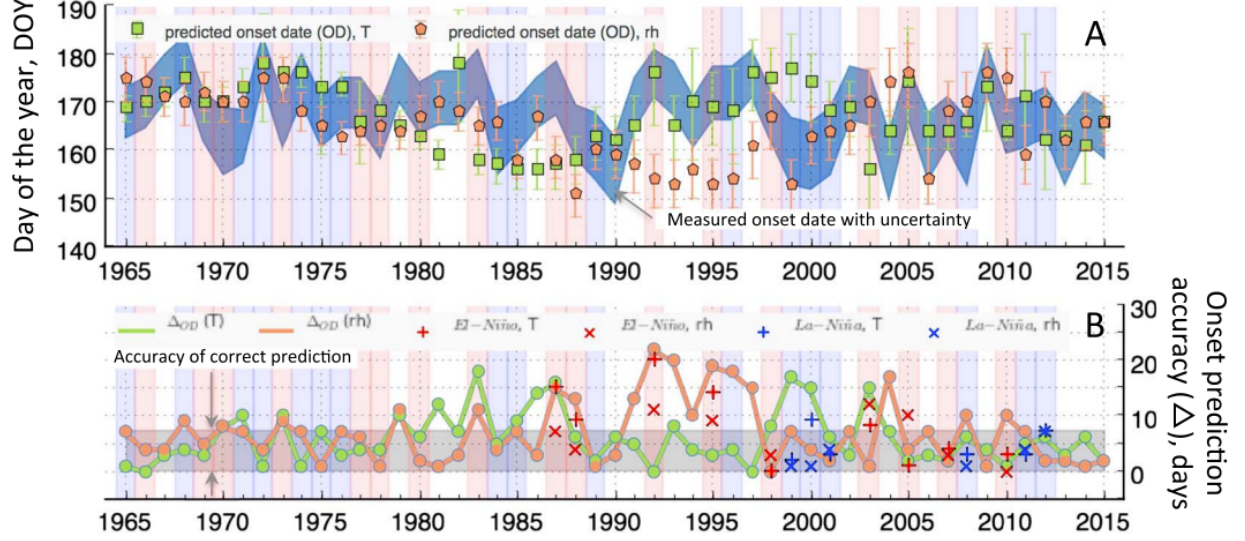 190
180
170
160
150
140
Day of the year, DOY
predicted onset date (OD), T
predicted onset date (OD), rh
A
Measured onset date with uncertainty
1965 1970 1975 1980 1985 1990 1995 2000 2005 2010 2015
Δ_OD (T)
Δ_OD (rh)
El−Niño, T
El−Niño, rh
La−Niña, T
La−Niña, rh
B
Accuracy of correct prediction
30
20
10
0
Onset prediction
accuracy (Δ), days
1965 1970 1975 1980 1985 1990 1995 2000 2005 2010 2015